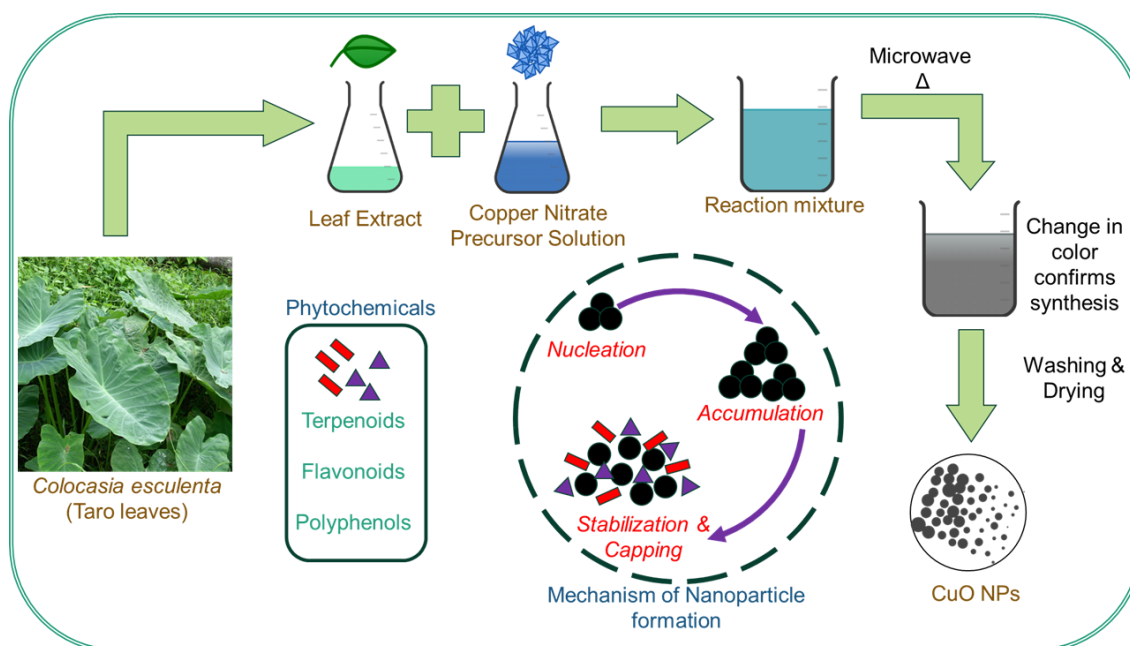 Microwave
Δ
Leaf Extract
Copper Nitrate
Precursor Solution
Reaction mixture
Change in
color
confirms
synthesis
Colocasia esculenta
(Taro leaves)
Phytochemicals
Terpenoids
Flavonoids
Polyphenols
Nucleation
Accumulation
Stabilization &
Capping
Mechanism of Nanoparticle
formation
Washing &
Drying
CuO NPs